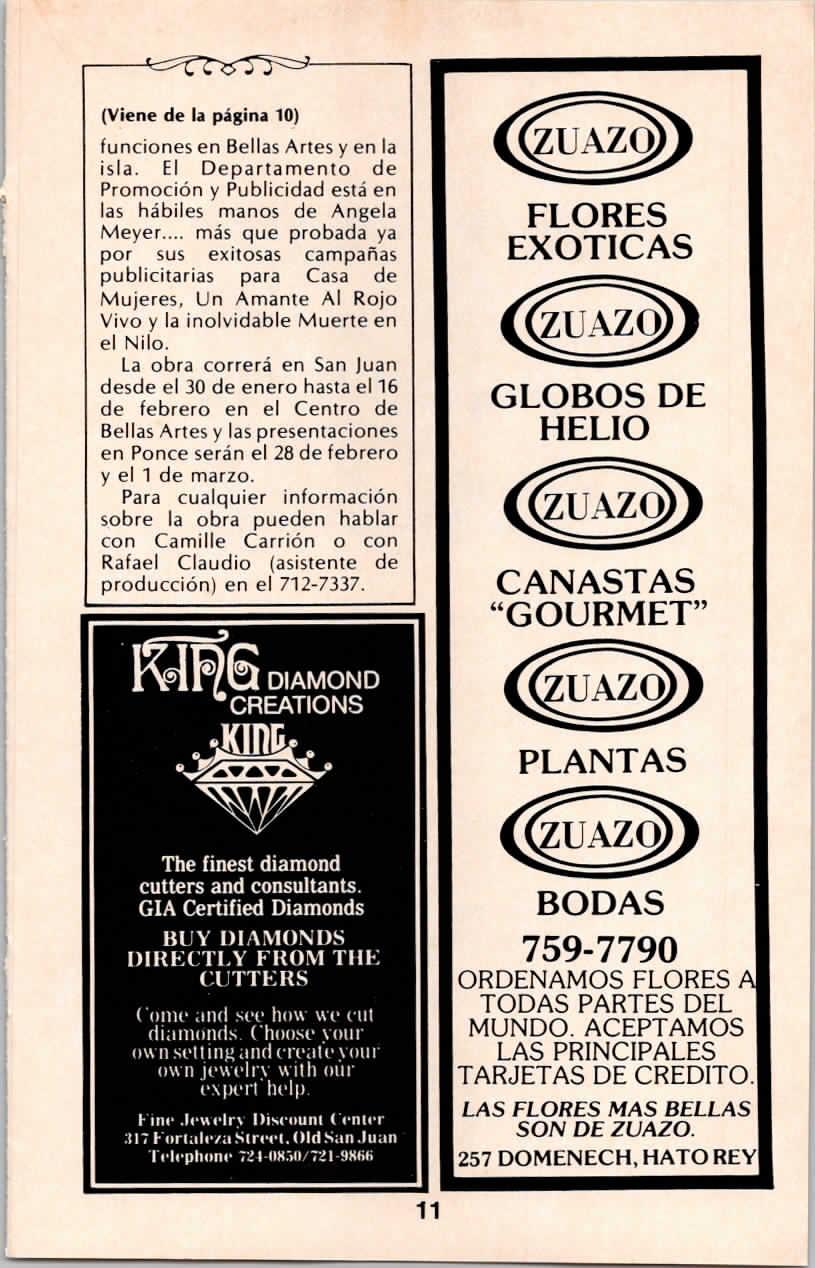 (Viene de la página 10)
funciones en Bellas Artes y en la
isla. El Departamento de
Promoción y Publicidad está en
las hábiles manos de Angela
Meyer.... más que probada ya
por sus exitosas campañas
publicitarias para Casa de
Mujeres, Un Amante Al Rojo
Vivo y la inolvidable Muerte en
el Nilo.
La obra correrá en San Juan
desde el 30 de enero hasta el 16
de febrero en el Centro de
Bellas Artes y las presentaciones
en Ponce serán el 28 de febrero
y el 1 de marzo.
Para cualquier información
sobre la obra pueden hablar
con Camille Carrión o con
Rafael Claudio (asistente de
producción) en el 712-7337.
KING DIAMOND
CREATIONS
KING
The finest diamond
cutters and consultants.
GIA Certified Diamonds
BUY DIAMONDS
DIRECTLY FROM THE
CUTTERS
Come and see how we cut
diamonds. Choose your
own setting and create your
own jewelry with our
expert help.
Fine Jewelry Discount Center
317 Fortaleza Street, Old San Juan
Telephone 724-0850/721-9866
ZUAZO
FLORES
EXOTICAS
ZUAZO
GLOBOS DE
HELIO
ZUAZO
CANASTAS
“GOURMET”
ZUAZO
PLANTAS
ZUAZO
BODAS
759-7790
ORDENAMOS FLORES A
TODAS PARTES DEL
MUNDO. ACEPTAMOS
LAS PRINCIPALES
TARJETAS DE CREDITO.
LAS FLORES MAS BELLAS
SON DE ZUAZO.
257 DOMENECH, HATO REY
11